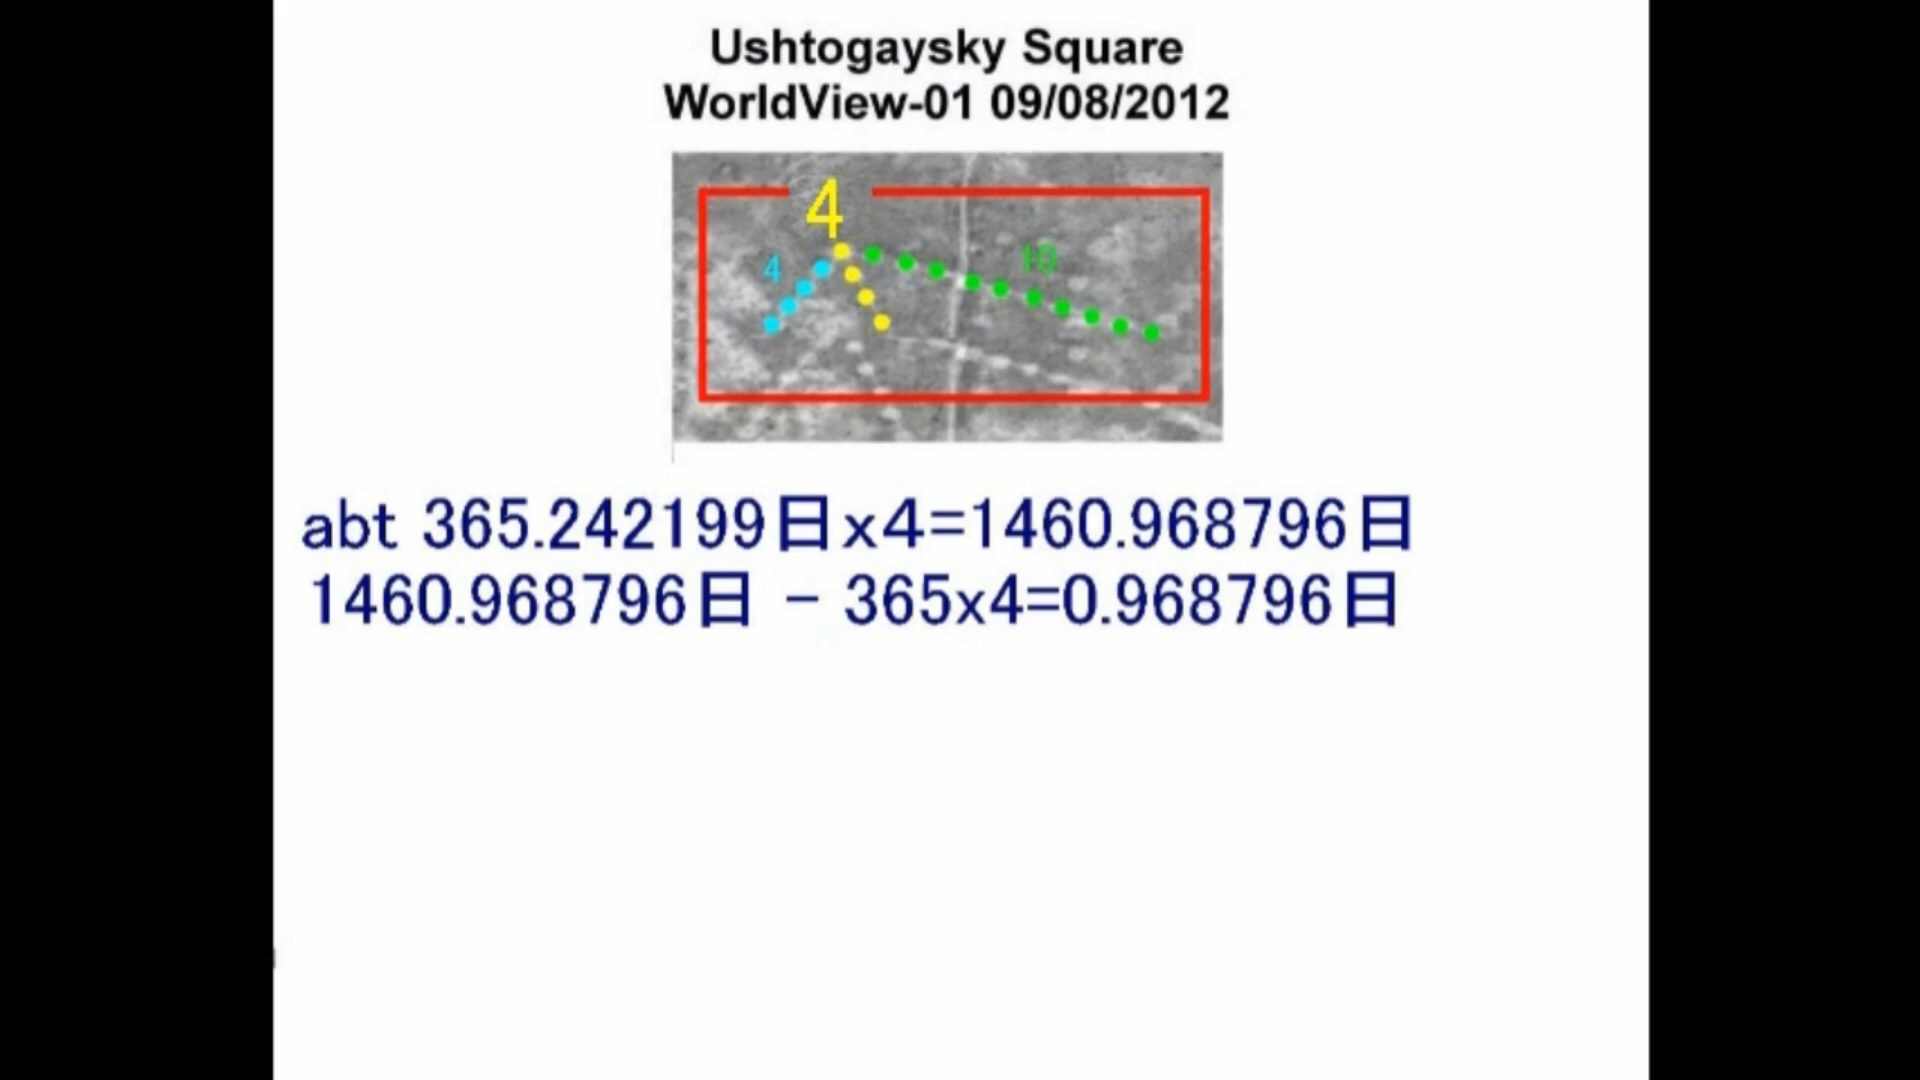 Ushtogaysky Square
WorldView-01 09/08/2012
4
4
10
abt 365.242199日x4=1460.968796日
1460.968796日 - 365x4=0.968796日